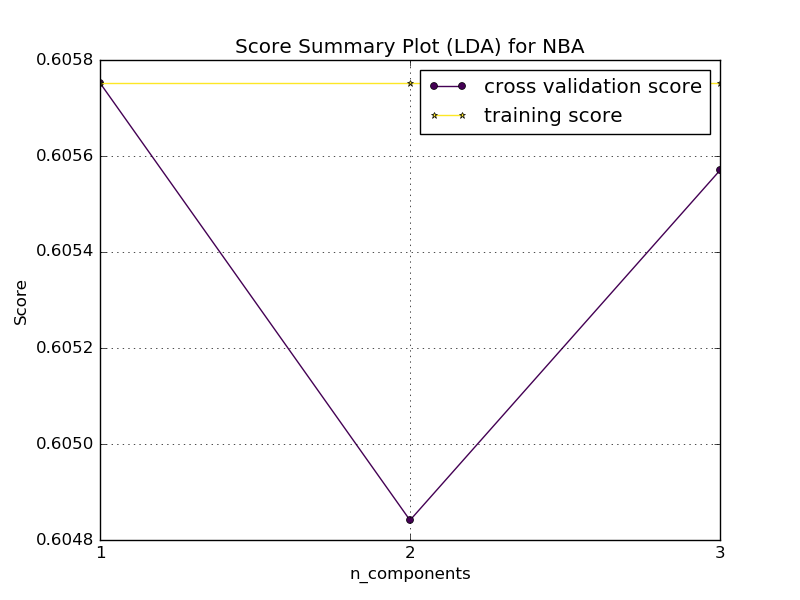 Score Summary Plot (LDA) for NBA
0.6058
cross validation score
training score
0.6056
0.6054
Score
0.6052
0.6050
0.6048
1 2 3
n_components